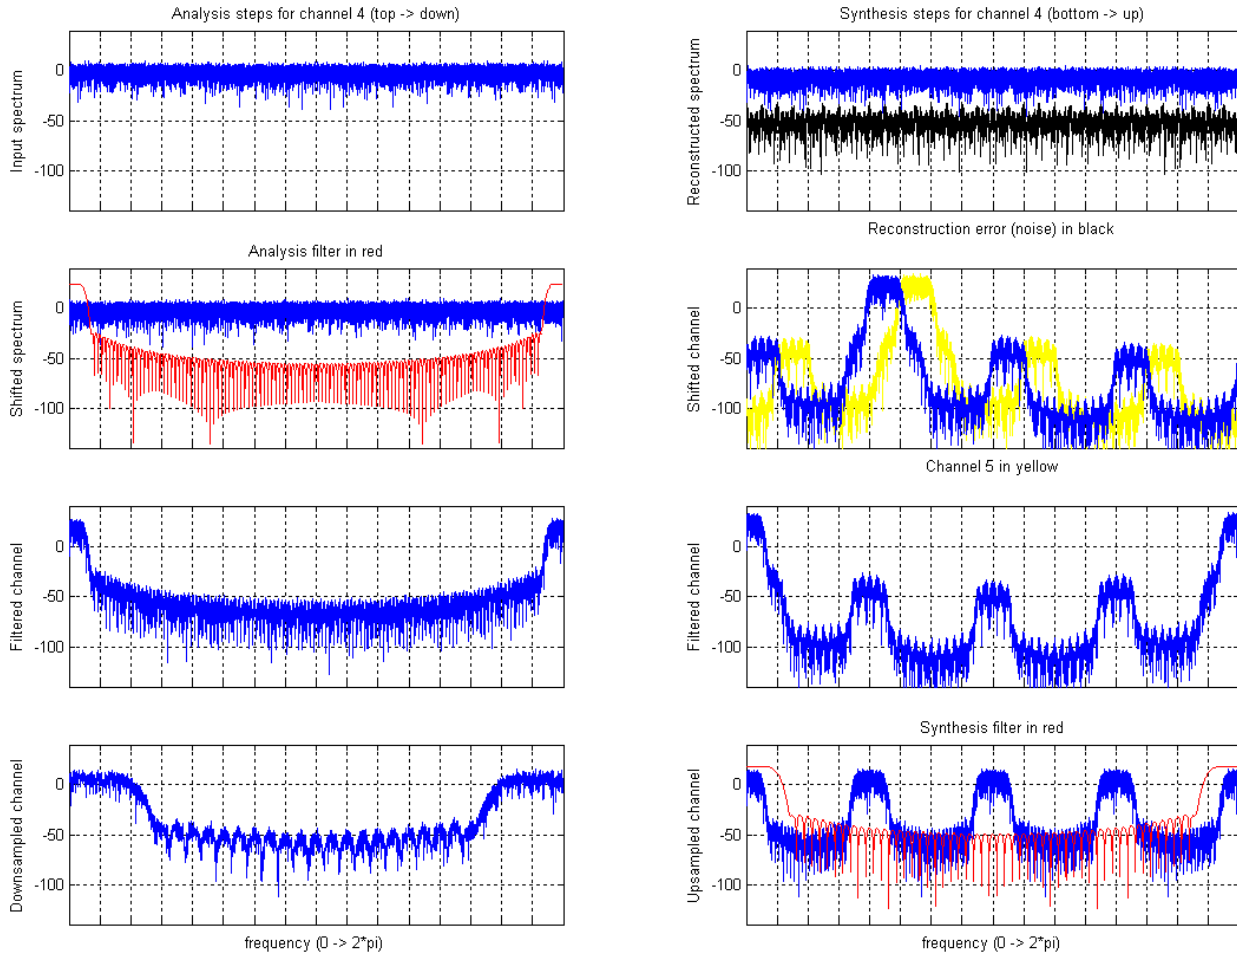 Analysis steps for channel 4 (top -> down)
0
-50
-100
Input spectrum
Analysis filter in red
0
-50
-100
Shifted spectrum
0
-50
-100
Filtered channel
0
-50
-100
Downsampled channel
frequency (0 -> 2*pi)
Synthesis steps for channel 4 (bottom -> up)
0
-50
-100
Reconstructed spectrum
Reconstruction error (noise) in black
0
-50
-100
Shifted channel
Channel 5 in yellow
0
-50
-100
Filtered channel
Synthesis filter in red
0
-50
-100
Upsampled channel
frequency (0 -> 2*pi)